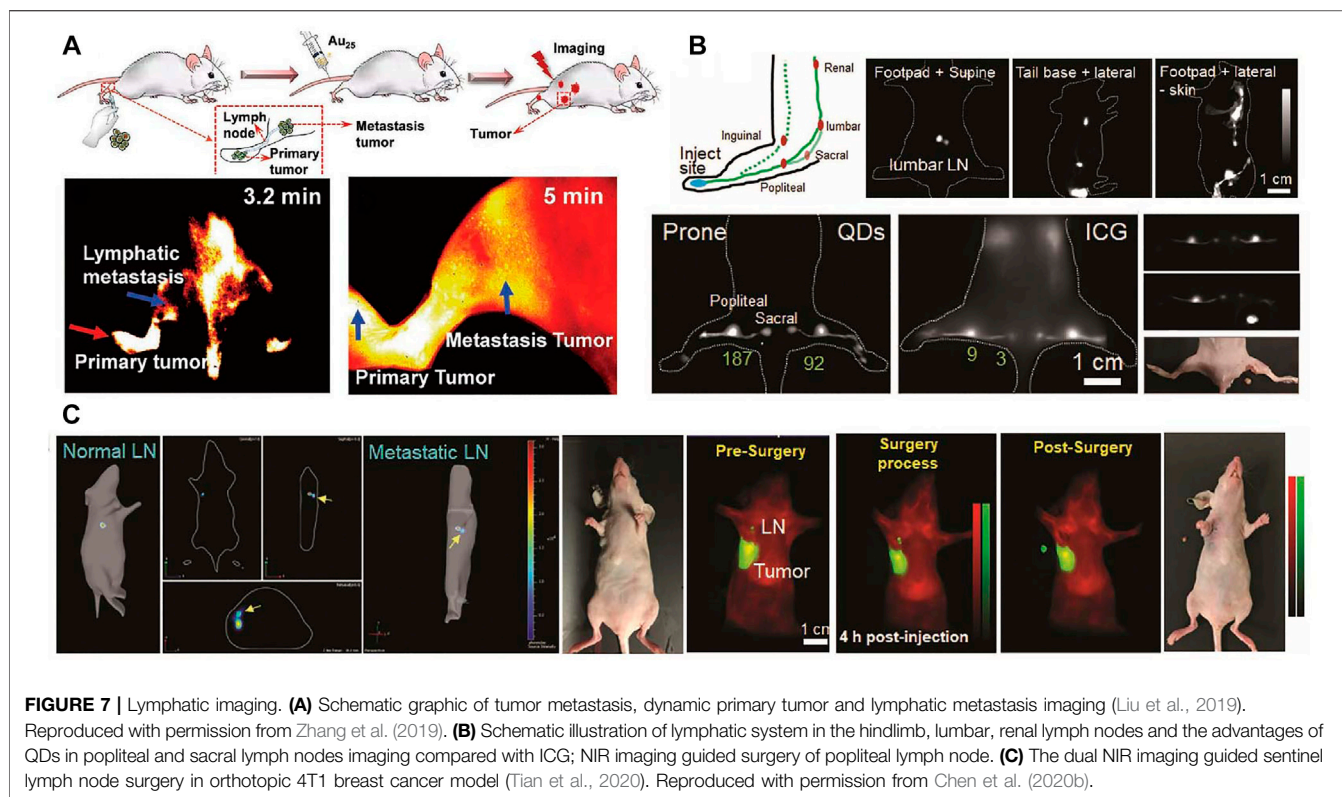 A
Au25
Imaging
Lymph
node
Metastasis
tumor
Primary
tumor
Tumor
3.2 min
Lymphatic
metastasis
Primary tumor
5 min
Metastasis Tumor
Primary Tumor
B
Renal
Inguinal
lumbar
Inject
site
Sacral
Popliteal
Footpad + Supine
lumbar LN
Tail base + lateral
Footpad + lateral
- skin
1 cm
Prone
QDs
Popliteal
Sacral
187
92
ICG
9
3
1 cm
C
Normal LN
Metastatic LN
Pre-Surgery
LN
Tumor
1 cm
Surgery
process
4 h post-injection
Post-Surgery
FIGURE 7 | Lymphatic imaging. (A) Schematic graphic of tumor metastasis, dynamic primary tumor and lymphatic metastasis imaging (Liu et al., 2019).
Reproduced with permission from Zhang et al. (2019). (B) Schematic illustration of lymphatic system in the hindlimb, lumbar, renal lymph nodes and the advantages of
QDs in popliteal and sacral lymph nodes imaging compared with ICG; NIR imaging guided surgery of popliteal lymph node. (C) The dual NIR imaging guided sentinel
lymph node surgery in orthotopic 4T1 breast cancer model (Tian et al., 2020). Reproduced with permission from Chen et al. (2020b).